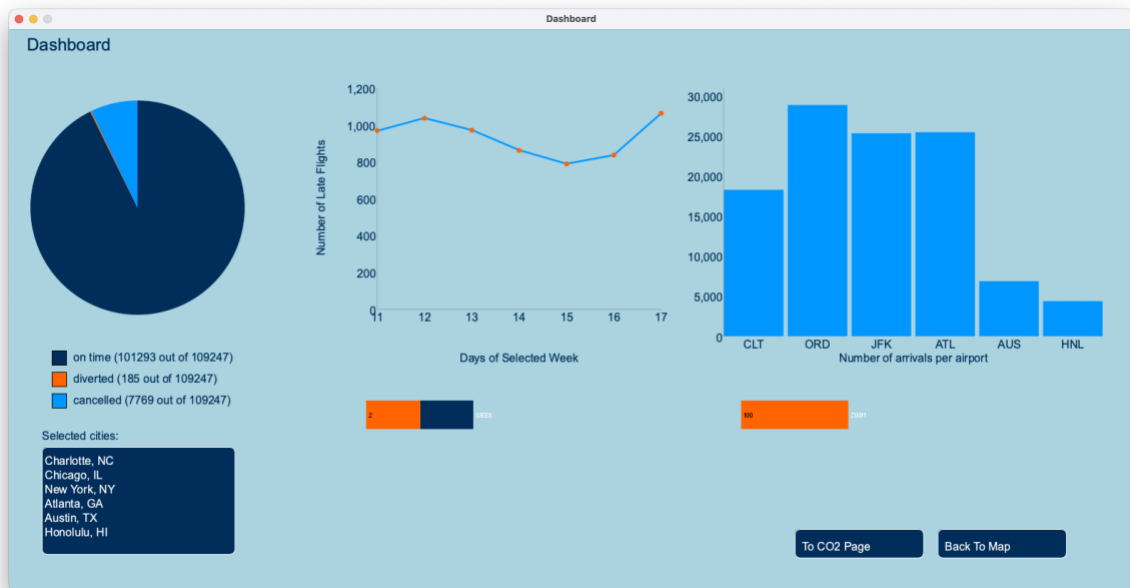 Dashboard
Dashboard
1,200
1,000
800
600
400
200
0
11 12 13 14 15 16 17
Number of Late Flights
Days of Selected Week
30,000
25,000
20,000
15,000
10,000
5,000
0
CLT ORD JFK ATL AUS HNL
Number of arrivals per airport
on time (101293 out of 109247)
diverted (185 out of 109247)
cancelled (7769 out of 109247)
2
100
Selected cities:
Charlotte, NC
Chicago, IL
New York, NY
Atlanta, GA
Austin, TX
Honolulu, HI
To CO2 Page
Back To Map